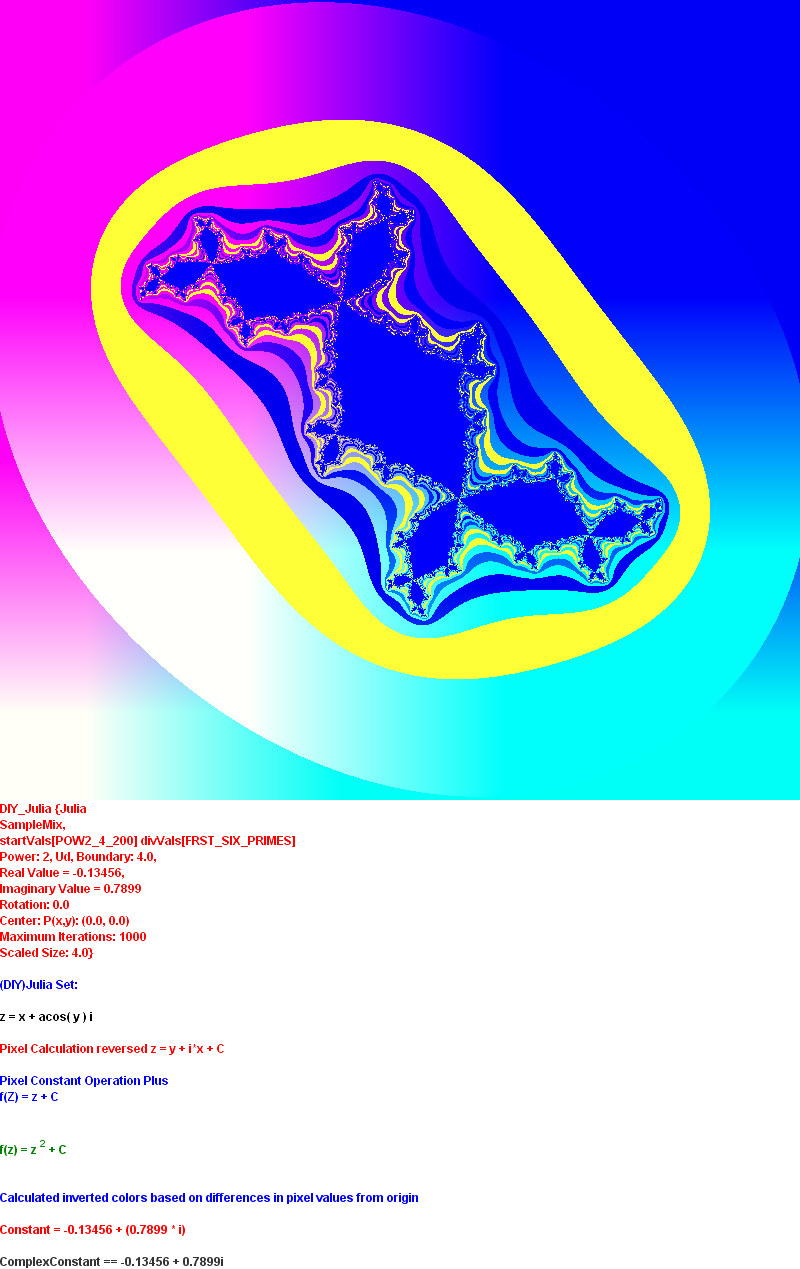 DIY_Julia {Julia
SampleMix,
startVals[POW2_4_200] divVals[FRST_SIX_PRIMES]
Power: 2, Ud, Boundary: 4.0,
Real Value = -0.13456,
Imaginary Value = 0.7899
Rotation: 0.0
Center: P(x,y): (0.0, 0.0)
Maximum Iterations: 1000
Scaled Size: 4.0}
(DIY)Julia Set:
z = x + acos( y ) i
Pixel Calculation reversed z = y + i*x + C
Pixel Constant Operation Plus
f(Z) = z + C
f(z) = z ² + C
Calculated inverted colors based on differences in pixel values from origin
Constant = -0.13456 + (0.7899 * i)
ComplexConstant == -0.13456 + 0.7899i